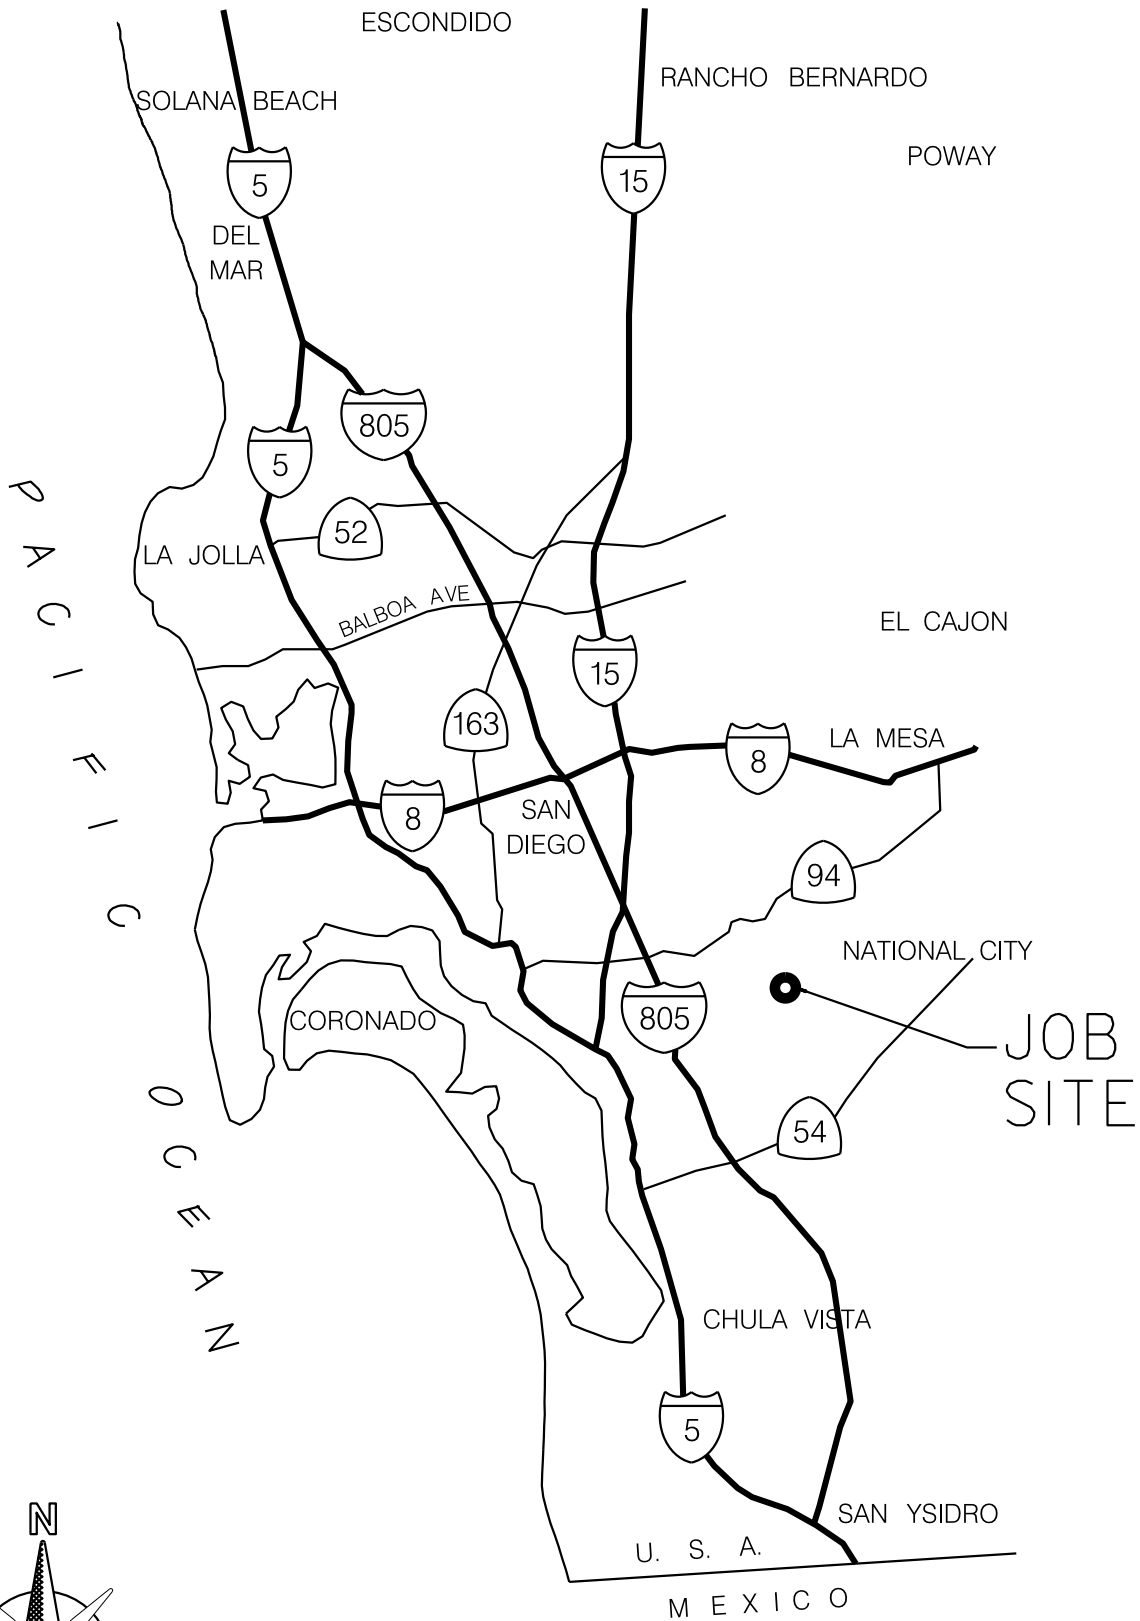 ESCONDIDO
RANCHO BERNARDO
SOLANA BEACH
POWAY
5
15
DEL
MAR
805
5
52
LA JOLLA
BALBOA AVE
EL CAJON
15
163
LA MESA
8
8
SAN
DIEGO
94
PACIFIC
OCEAN
NATIONAL CITY
CORONADO
805
JOB
SITE
54
CHULA VISTA
5
SAN YSIDRO
U. S. A.
MEXICO
N